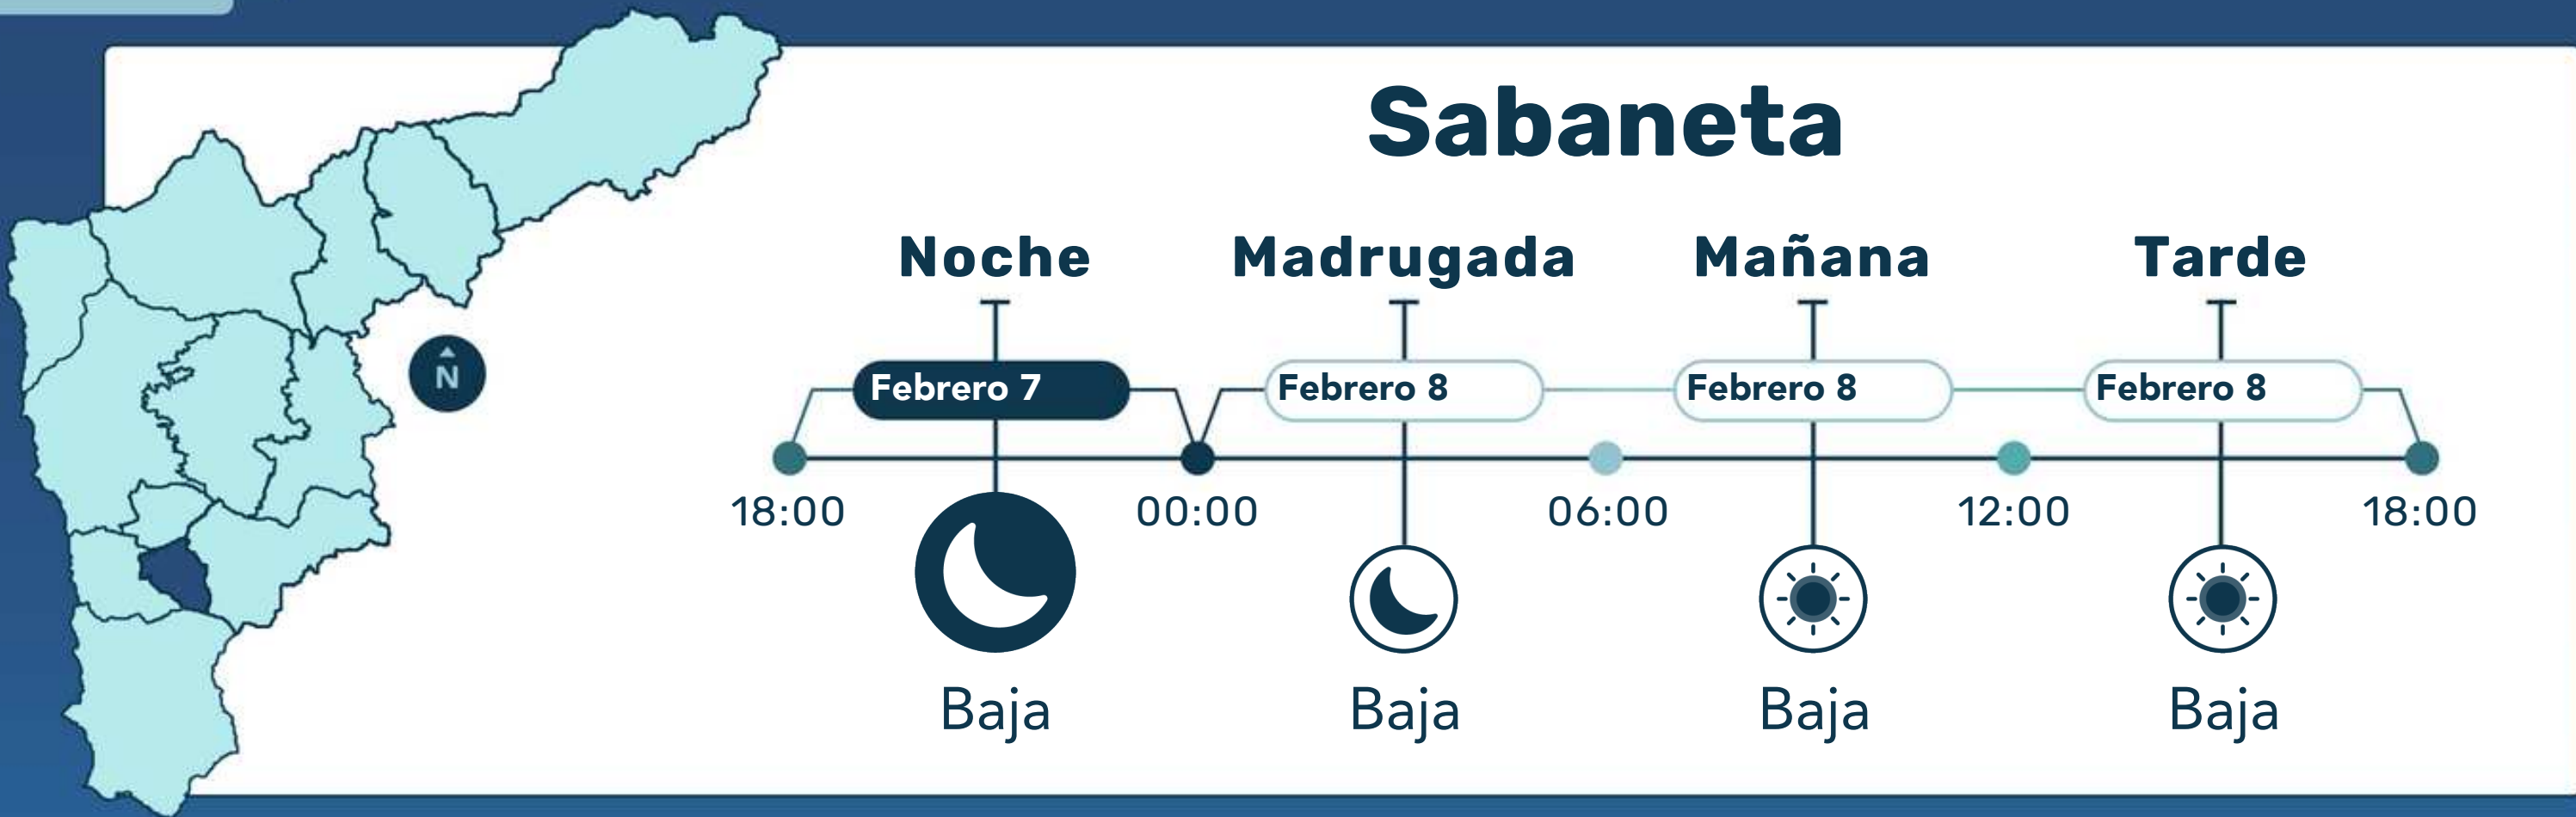 Sabaneta
Noche Madrugada Mañana Tarde
Febrero 7 Febrero 8 Febrero 8 Febrero 8
N
18:00 00:00 06:00 12:00 18:00
Baja Baja Baja Baja